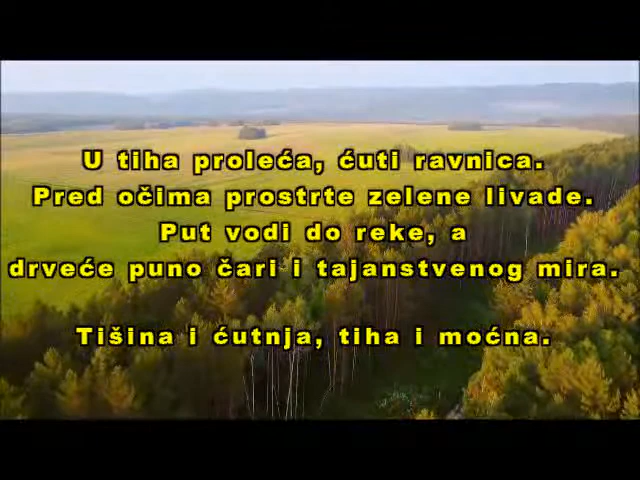 U tiha proleća, ćuti ravnica.
Pred očima prostrte zelene livade.
Put vodi do reke, a
drveće puno čari i tajanstvenog mira.
Tišina i ćutnja, tiha i moćna.